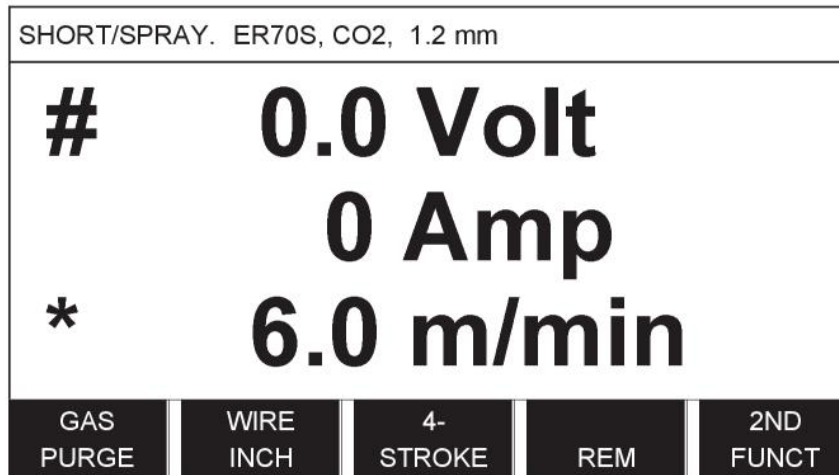 SHORT/SPRAY. ER70S, CO2, 1.2 mm
# 0.0 Volt
0 Amp
* 6.0 m/min
GAS PURGE
WIRE INCH
4- STROKE
REM
2ND FUNCT